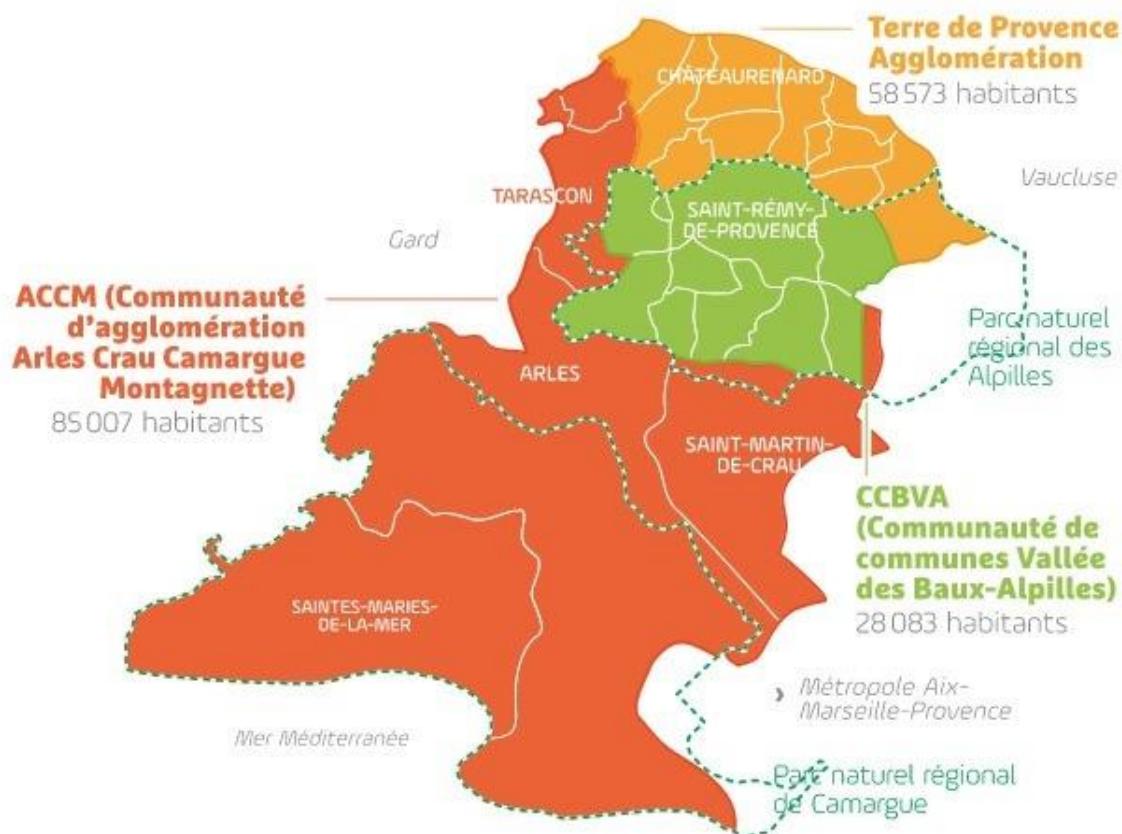 Terre de Provence
Agglomération
58 573 habitants
CHÂTEAURENARD
Vaucluse
TARASCON
SAINT-RÉMY-
DE-PROVENCE
Gard
ACCM (Communauté
d'agglomération
Arles Crau Camargue
Montagnette)
85 007 habitants
Parc naturel
régional des
Alpilles
ARLES
SAINT-MARTIN-
DE-CRAU
CCBVA
(Communauté de
communes Vallée
des Baux-Alpilles)
28 083 habitants
SAINTES-MARIES-
DE-LA-MER
› Métropole Aix-
Marseille-Provence
Mer Méditerranée
Parc naturel régional
de Camargue